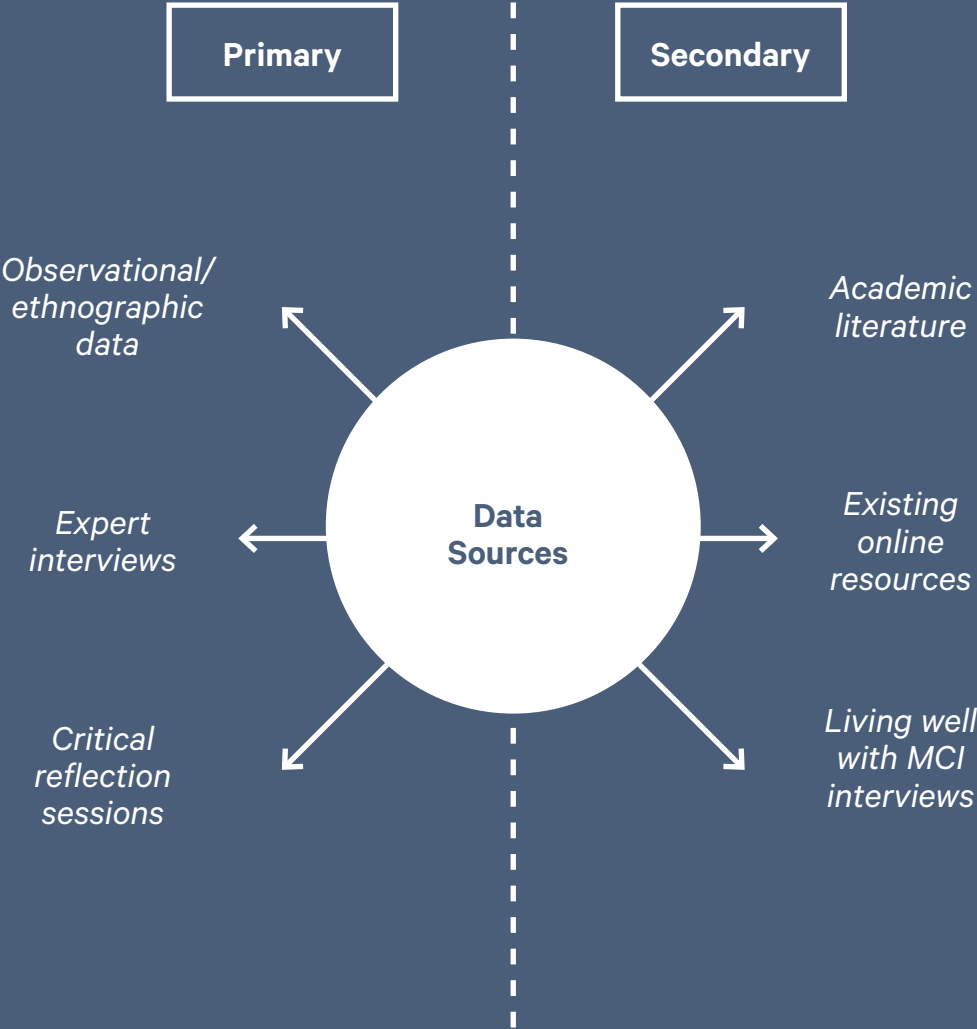 Primary
Secondary
Observational/
ethnographic
data
Expert
interviews
Critical
reflection
sessions
Data
Sources
Academic
literature
Existing
online
resources
Living well
with MCI
interviews